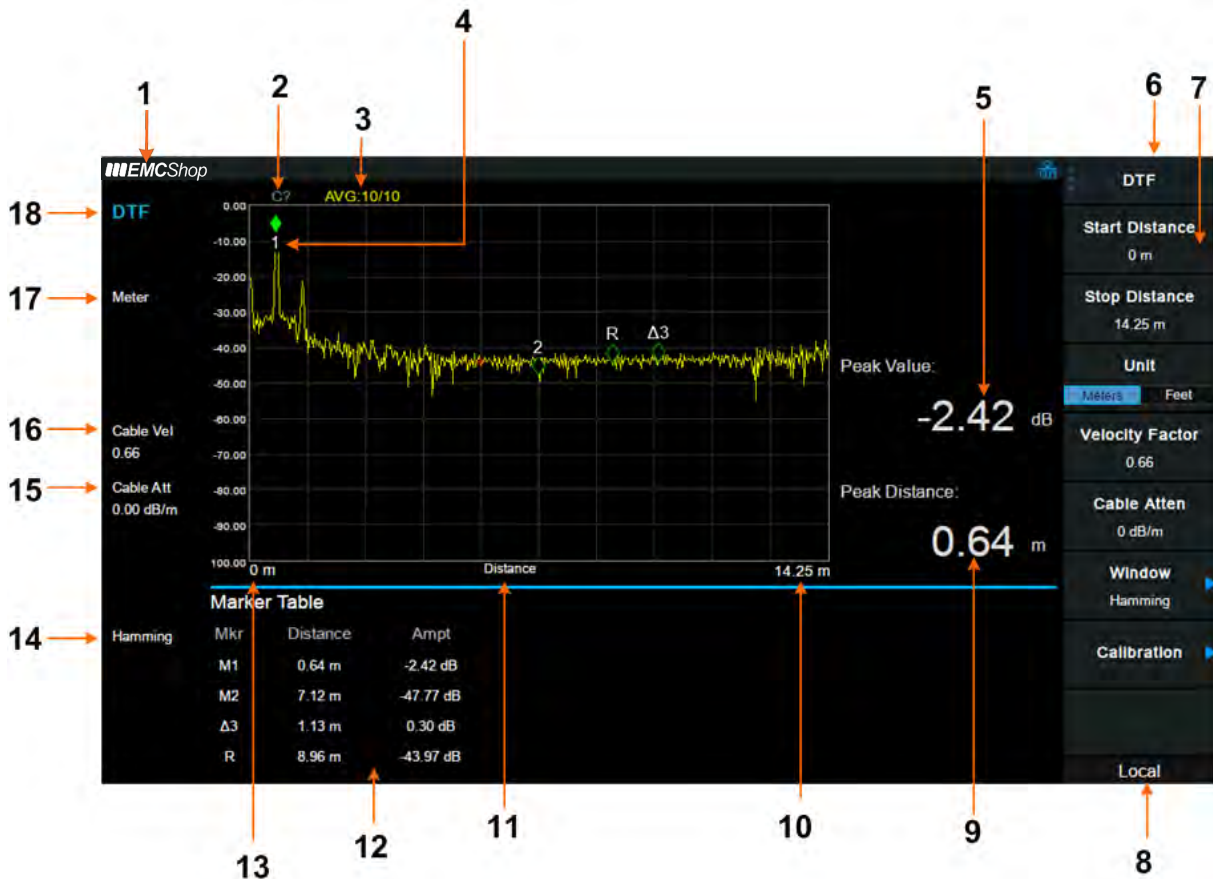 4
1
2
3
5
6
7
EMCShop
C?
AVG:10/10
18
DTF
0.00
-10.00
1
-20.00
-30.00
-40.00
-50.00
-60.00
-70.00
-80.00
-90.00
100.00
2
R
Δ3
0 m
Distance
14.25 m
17
Meter
16
Cable Vel
0.66
15
Cable Att
0.00 dB/m
14
Hamming
Peak Value:
-2.42 dB
Peak Distance:
0.64 m
DTF
Start Distance
0 m
Stop Distance
14.25 m
Unit
Meters Feet
Velocity Factor
0.66
Cable Atten
0 dB/m
Window
Hamming
Calibration
Local
Marker Table
Mkr Distance Ampt
M1 0.64 m -2.42 dB
M2 7.12 m -47.77 dB
Δ3 1.13 m 0.30 dB
R 8.96 m -43.97 dB
13
12
11
10
9
8